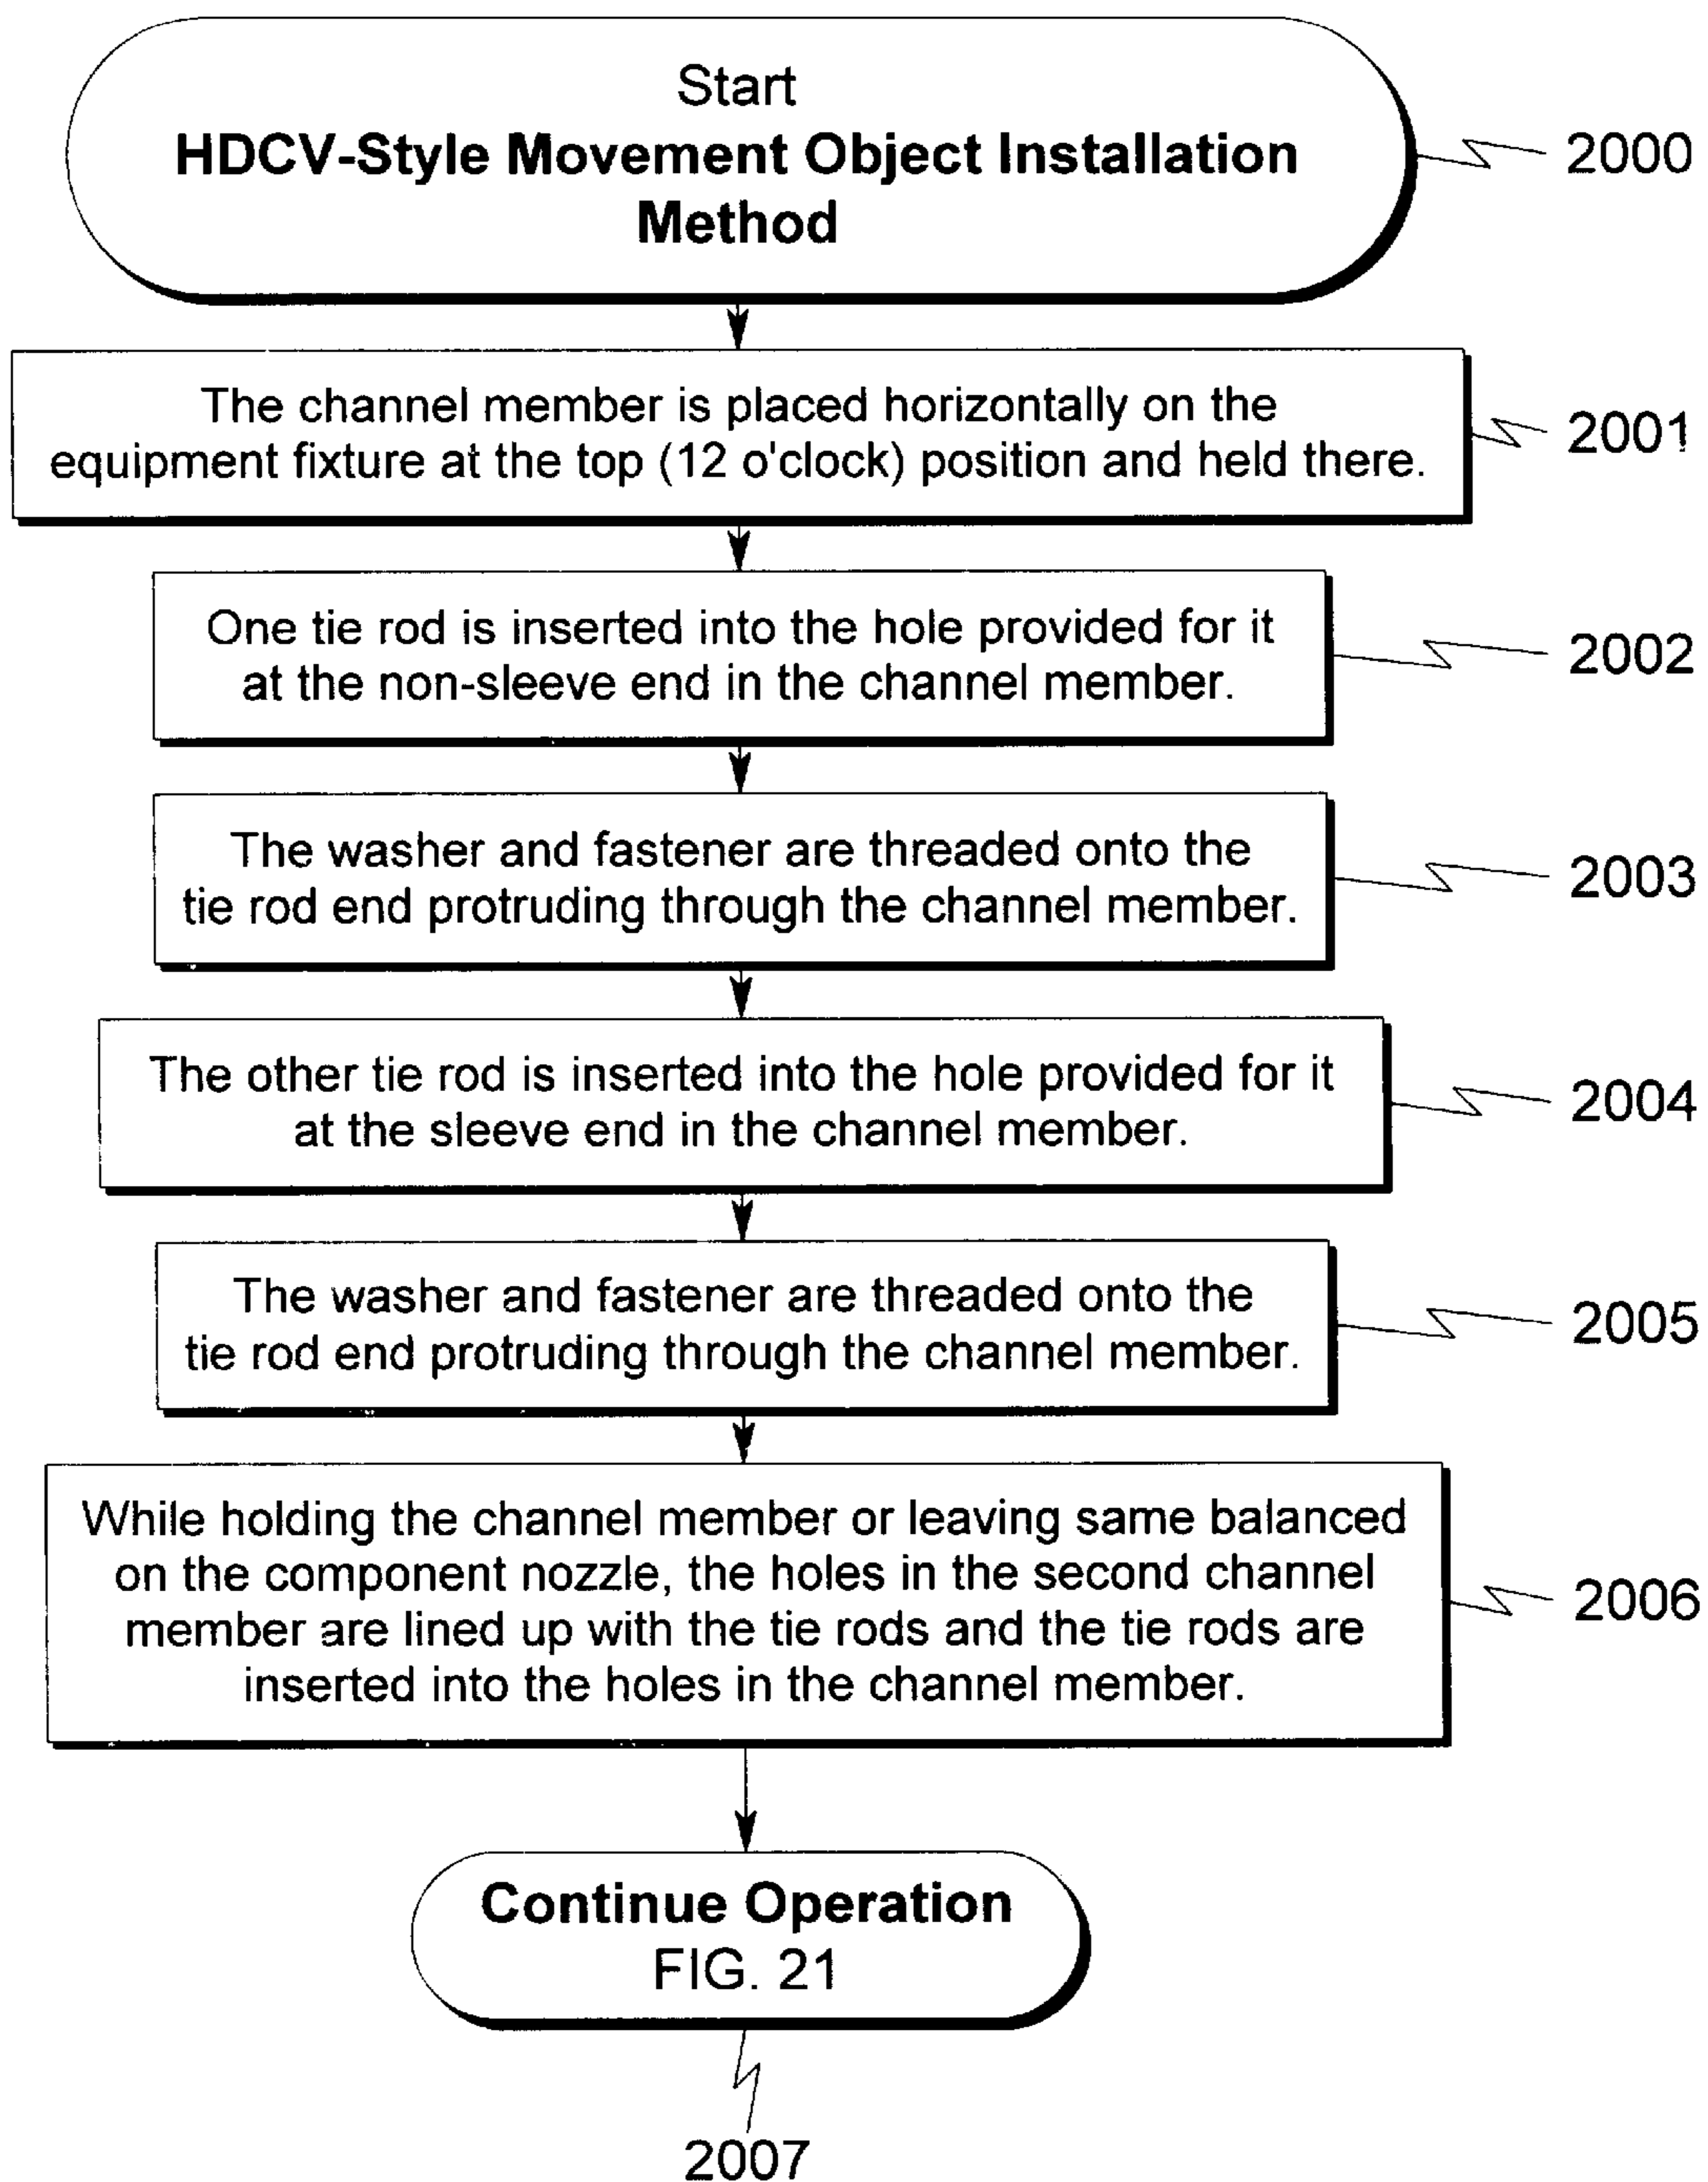 Start
HDCV-Style Movement Object Installation
Method
2000
The channel member is placed horizontally on the
equipment fixture at the top (12 o'clock) position and held there.
2001
One tie rod is inserted into the hole provided for it
at the non-sleeve end in the channel member.
2002
The washer and fastener are threaded onto the
tie rod end protruding through the channel member.
2003
The other tie rod is inserted into the hole provided for it
at the sleeve end in the channel member.
2004
The washer and fastener are threaded onto the
tie rod end protruding through the channel member.
2005
While holding the channel member or leaving same balanced
on the component nozzle, the holes in the second channel
member are lined up with the tie rods and the tie rods are
inserted into the holes in the channel member.
2006
Continue Operation
FIG. 21
2007